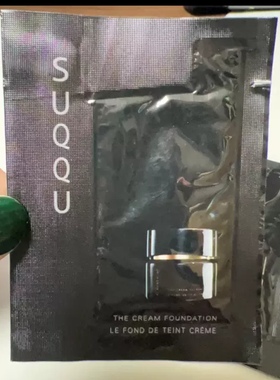 SUQQU
THE CREAM FOUNDATION
LE FOND DE TEINT CRÈME